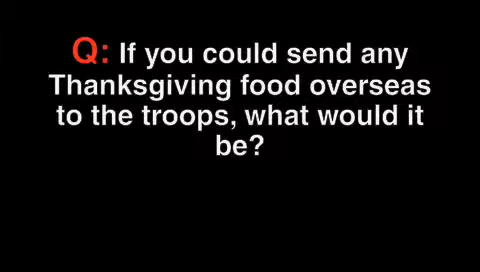 Q: If you could send any
Thanksgiving food overseas
to the troops, what would it
be?